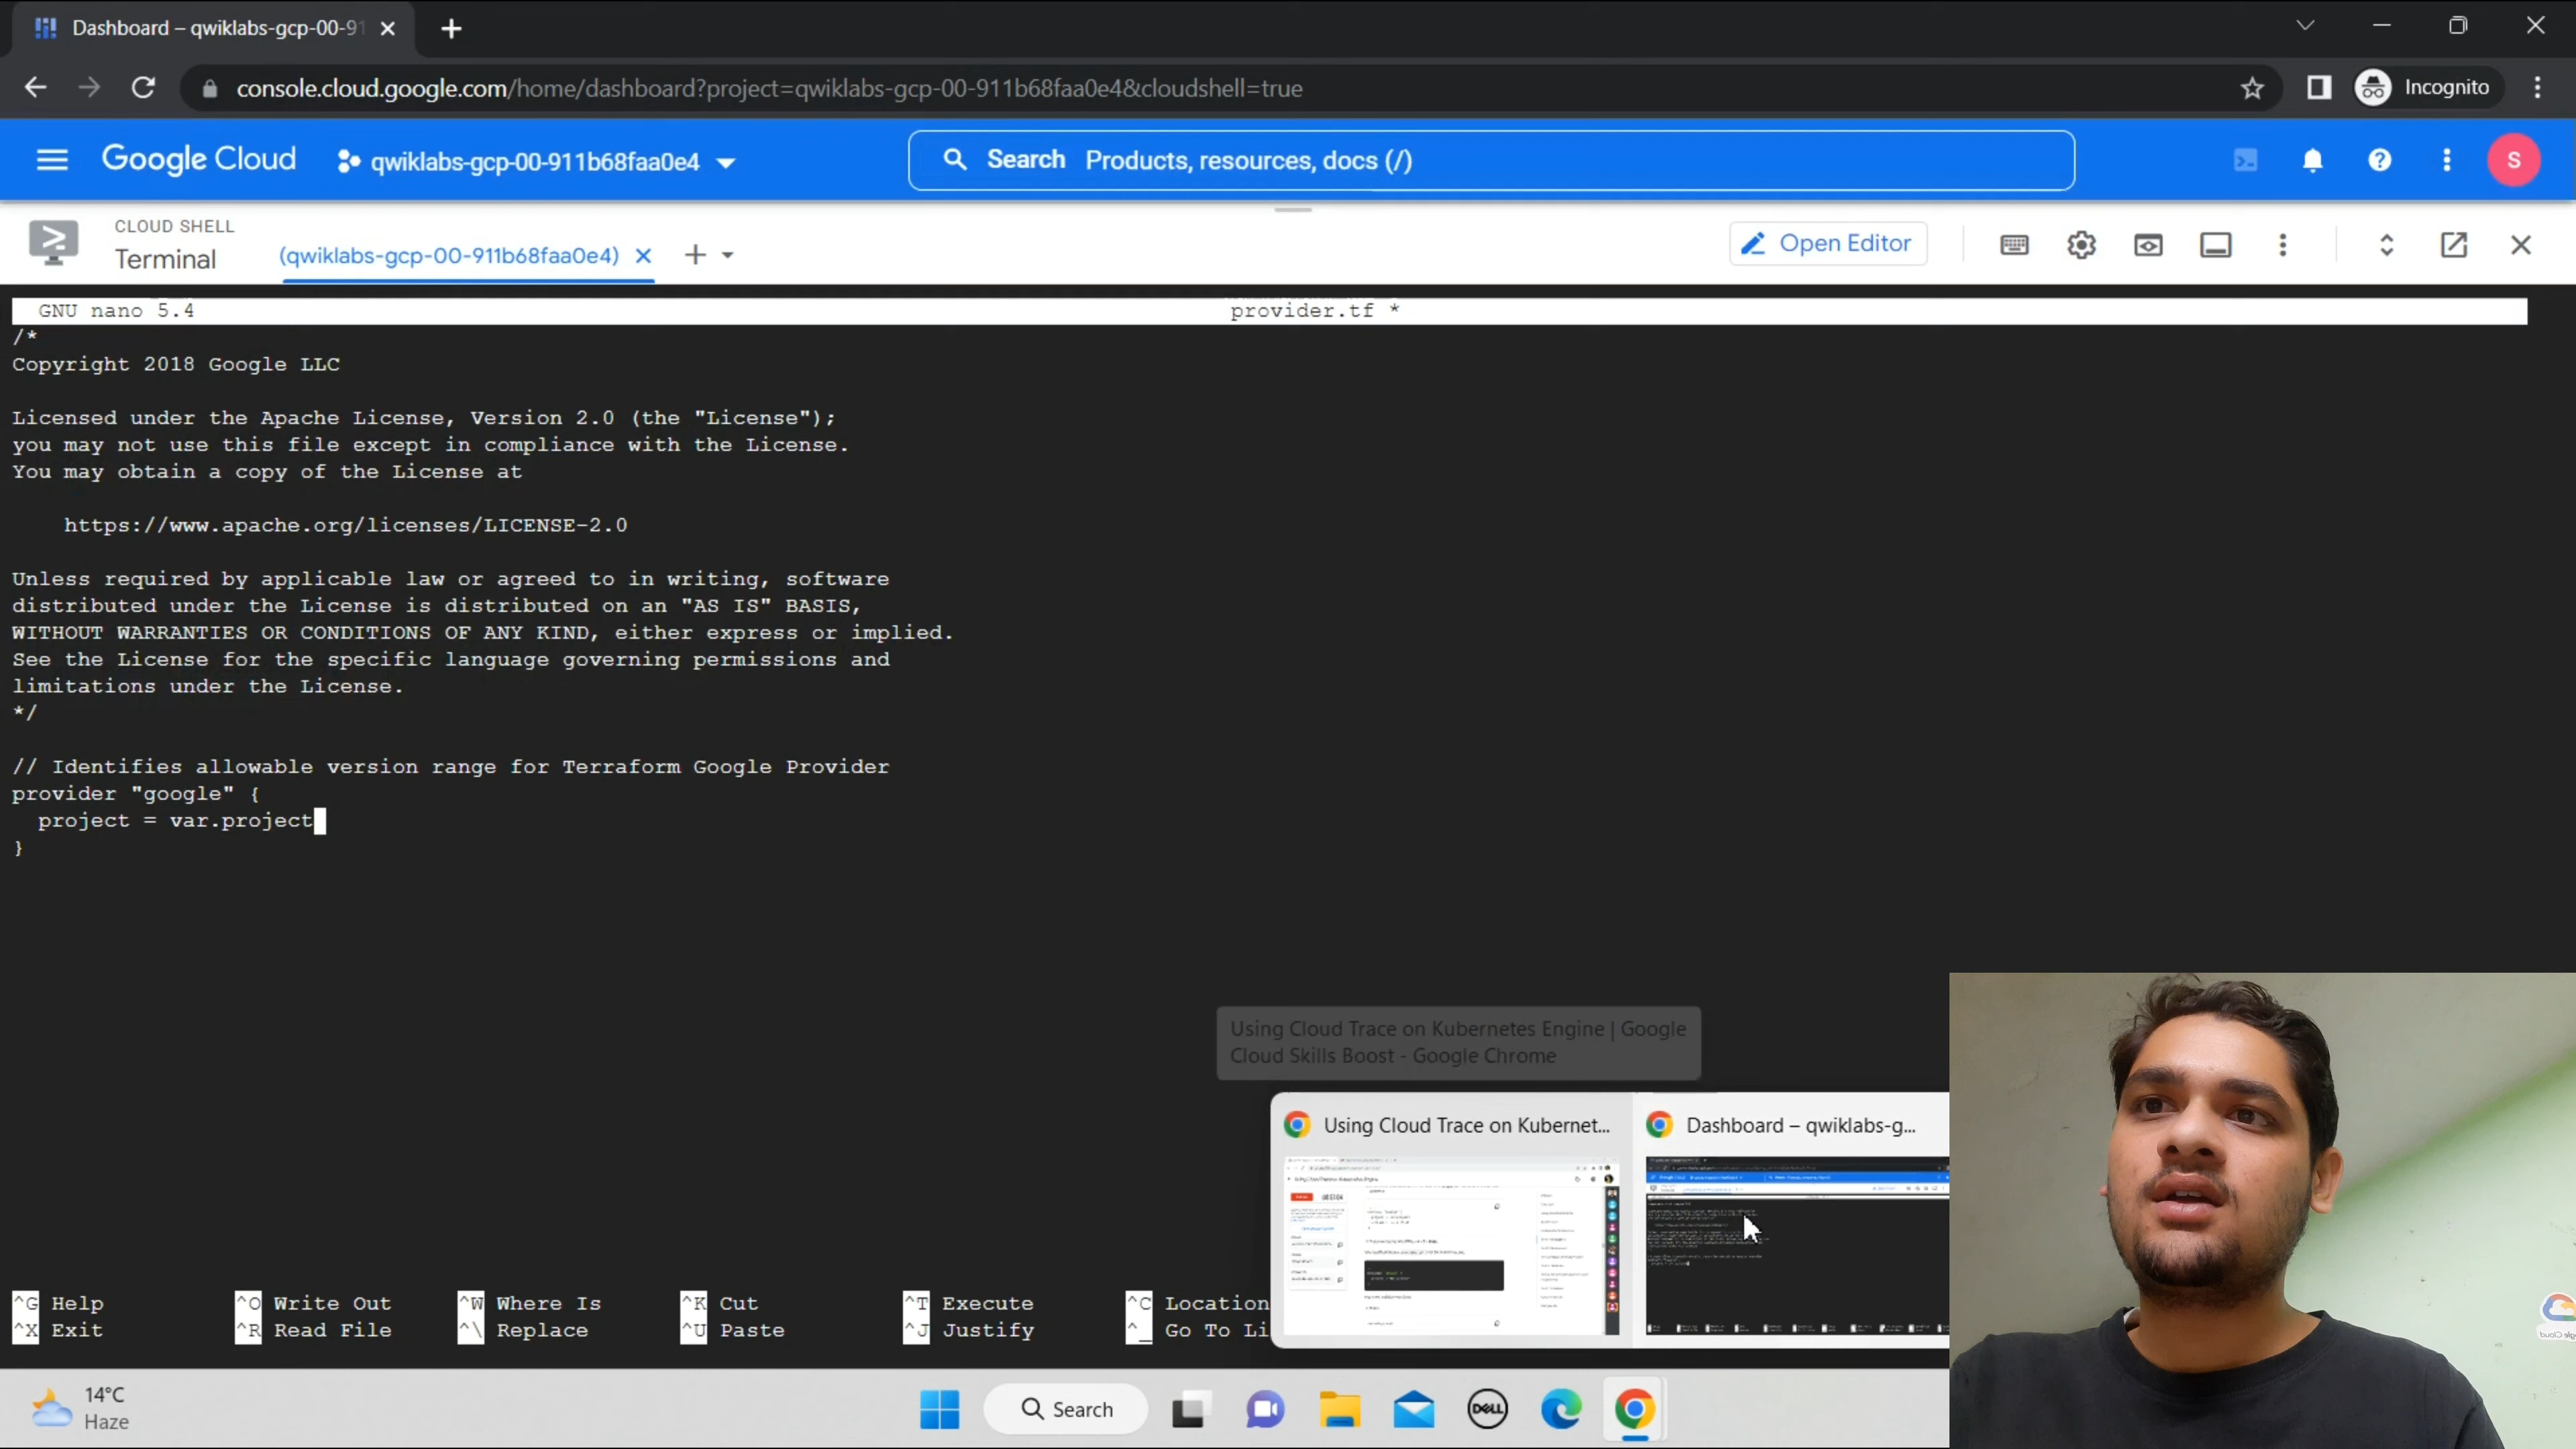 Dashboard – qwiklabs-gcp-00-91
console.cloud.google.com/home/dashboard?project=qwiklabs-gcp-00-911b68faa0e4&cloudshell=true
Incognito
Google Cloud
qwiklabs-gcp-00-911b68faa0e4
Search Products, resources, docs (/)
S
CLOUD SHELL
Terminal
(qwiklabs-gcp-00-911b68faa0e4)
Open Editor
GNU nano 5.4 provider.tf *
/*
Copyright 2018 Google LLC
Licensed under the Apache License, Version 2.0 (the "License");
you may not use this file except in compliance with the License.
You may obtain a copy of the License at
https://www.apache.org/licenses/LICENSE-2.0
Unless required by applicable law or agreed to in writing, software
distributed under the License is distributed on an "AS IS" BASIS,
WITHOUT WARRANTIES OR CONDITIONS OF ANY KIND, either express or implied.
See the License for the specific language governing permissions and
limitations under the License.
*/
// Identifies allowable version range for Terraform Google Provider
provider "google" {
project = var.project
}
Using Cloud Trace on Kubernetes Engine | Google
Cloud Skills Boost - Google Chrome
Using Cloud Trace on Kubernet...
Dashboard – qwiklabs-g...
^G Help ^O Write Out ^W Where Is ^K Cut ^T Execute ^C Location
^X Exit ^R Read File ^\ Replace ^U Paste ^J Justify ^_ Go To Li
14°C
Haze
Search
DELL